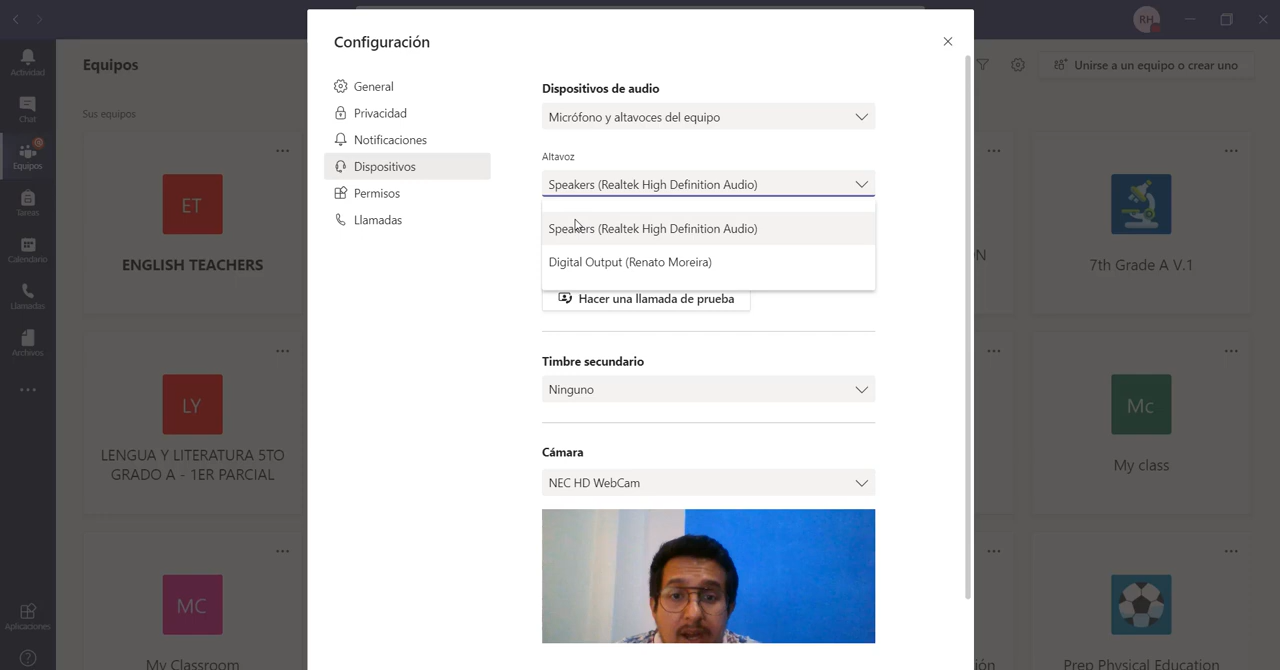 RH
Configuración
Equipos
Unirse a un equipo o crear uno
Actividad
Chat
Equipos
Tareas
Calendario
Llamadas
Archivos
Aplicaciones
Sus equipos
General
Privacidad
Notificaciones
Dispositivos
Permisos
Llamadas
Dispositivos de audio
Micrófono y altavoces del equipo
Altavoz
Speakers (Realtek High Definition Audio)
Speakers (Realtek High Definition Audio)
Digital Output (Renato Moreira)
Hacer una llamada de prueba
Timbre secundario
Ninguno
Cámara
NEC HD WebCam
ET
ENGLISH TEACHERS
LY
LENGUA Y LITERATURA 5TO
GRADO A - 1ER PARCIAL
MC
My Classroom
7th Grade A V.1
Mc
My class
Prep Physical Education